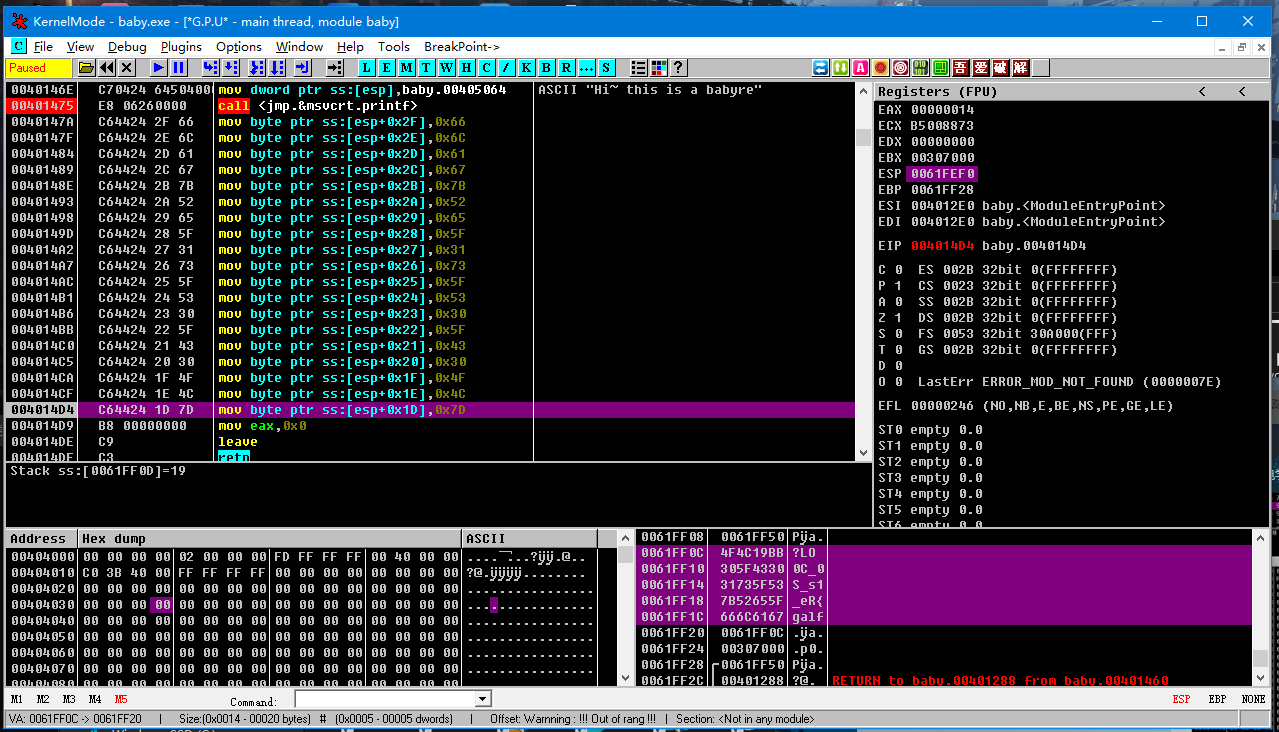 KernelMode - baby.exe - [*G.P.U* - main thread, module baby]
C File View Debug Plugins Options Window Help Tools BreakPoint->
Paused L E M T W H C / K B R ... S ? A 吾 爱 破 解
0040146E C70424 64504000 mov dword ptr ss:[esp],baby.00405064 ASCII "Hi~ this is a babyre"
00401475 E8 06260000 call <jmp.&msvcrt.printf>
0040147A C64424 2F 66 mov byte ptr ss:[esp+0x2F],0x66
0040147F C64424 2E 6C mov byte ptr ss:[esp+0x2E],0x6C
00401484 C64424 2D 61 mov byte ptr ss:[esp+0x2D],0x61
00401489 C64424 2C 67 mov byte ptr ss:[esp+0x2C],0x67
0040148E C64424 2B 7B mov byte ptr ss:[esp+0x2B],0x7B
00401493 C64424 2A 52 mov byte ptr ss:[esp+0x2A],0x52
00401498 C64424 29 65 mov byte ptr ss:[esp+0x29],0x65
0040149D C64424 28 5F mov byte ptr ss:[esp+0x28],0x5F
004014A2 C64424 27 31 mov byte ptr ss:[esp+0x27],0x31
004014A7 C64424 26 73 mov byte ptr ss:[esp+0x26],0x73
004014AC C64424 25 5F mov byte ptr ss:[esp+0x25],0x5F
004014B1 C64424 24 53 mov byte ptr ss:[esp+0x24],0x53
004014B6 C64424 23 30 mov byte ptr ss:[esp+0x23],0x30
004014BB C64424 22 5F mov byte ptr ss:[esp+0x22],0x5F
004014C0 C64424 21 43 mov byte ptr ss:[esp+0x21],0x43
004014C5 C64424 20 30 mov byte ptr ss:[esp+0x20],0x30
004014CA C64424 1F 4F mov byte ptr ss:[esp+0x1F],0x4F
004014CF C64424 1E 4C mov byte ptr ss:[esp+0x1E],0x4C
004014D4 C64424 1D 7D mov byte ptr ss:[esp+0x1D],0x7D
004014D9 B8 00000000 mov eax,0x0
004014DE C9 leave
004014DF C3 retn
Stack ss:[0061FF0D]=19
Registers (FPU) < <
EAX 00000014
ECX B5008873
EDX 00000000
EBX 00307000
ESP 0061FEF0
EBP 0061FF28
ESI 004012E0 baby.<ModuleEntryPoint>
EDI 004012E0 baby.<ModuleEntryPoint>
EIP 004014D4 baby.004014D4
C 0 ES 002B 32bit 0(FFFFFFFF)
P 1 CS 0023 32bit 0(FFFFFFFF)
A 0 SS 002B 32bit 0(FFFFFFFF)
Z 1 DS 002B 32bit 0(FFFFFFFF)
S 0 FS 0053 32bit 30A000(FFF)
T 0 GS 002B 32bit 0(FFFFFFFF)
D 0
O 0 LastErr ERROR_MOD_NOT_FOUND (0000007E)
EFL 00000246 (NO,NB,E,BE,NS,PE,GE,LE)
ST0 empty 0.0
ST1 empty 0.0
ST2 empty 0.0
ST3 empty 0.0
ST4 empty 0.0
ST5 empty 0.0
ST6 empty 0.0
Address Hex dump ASCII
00404000 00 00 00 00 02 00 00 00 FD FF FF FF 00 40 00 00 ....¬...?ÿÿÿ.@..
00404010 C0 3B 40 00 FF FF FF FF 00 00 00 00 00 00 00 00 ?@.ÿÿÿÿ........
00404020 00 00 00 00 00 00 00 00 00 00 00 00 00 00 00 00 ................
00404030 00 00 00 00 00 00 00 00 00 00 00 00 00 00 00 00 ................
00404040 00 00 00 00 00 00 00 00 00 00 00 00 00 00 00 00 ................
00404050 00 00 00 00 00 00 00 00 00 00 00 00 00 00 00 00 ................
00404060 00 00 00 00 00 00 00 00 00 00 00 00 00 00 00 00 ................
00404070 00 00 00 00 00 00 00 00 00 00 00 00 00 00 00 00 ................
00404080 00 00 00 00 00 00 00 00 00 00 00 00 00 00 00 00 ................
0061FF08 0061FF50 Pÿa.
0061FF0C 4F4C19BB ?LO
0061FF10 305F4330 0C_0
0061FF14 31735F53 S_s1
0061FF18 7B52655F _eR{
0061FF1C 666C6167 galf
0061FF20 0061FF0C .ÿa.
0061FF24 00307000 .p0.
0061FF28 0061FF50 Pÿa.
0061FF2C 00401288 ?@. RETURN to baby.00401288 from baby.00401460
M1 M2 M3 M4 M5 Command: ESP EBP NONE
VA: 0061FF0C -> 0061FF20 | Size:(0x0014 - 00020 bytes) # (0x0005 - 00005 dwords) | Offset: Warnning : !!! Out of rang !!! | Section: <Not in any module>